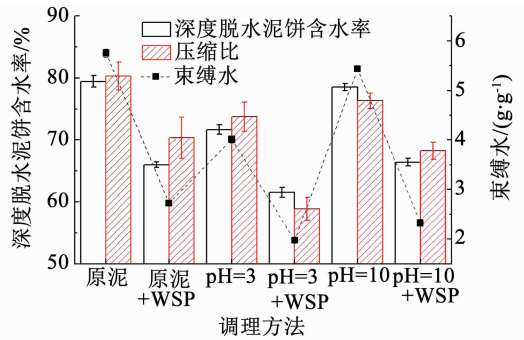 深度脱水泥饼含水率/%
90
80
70
60
50
深度脱水泥饼含水率
压缩比
束缚水
6
5
4
3
2
束缚水/(g·g⁻¹)
原泥
原泥
+WSP
pH=3
pH=3
+WSP
pH=10
pH=10
+WSP
调理方法